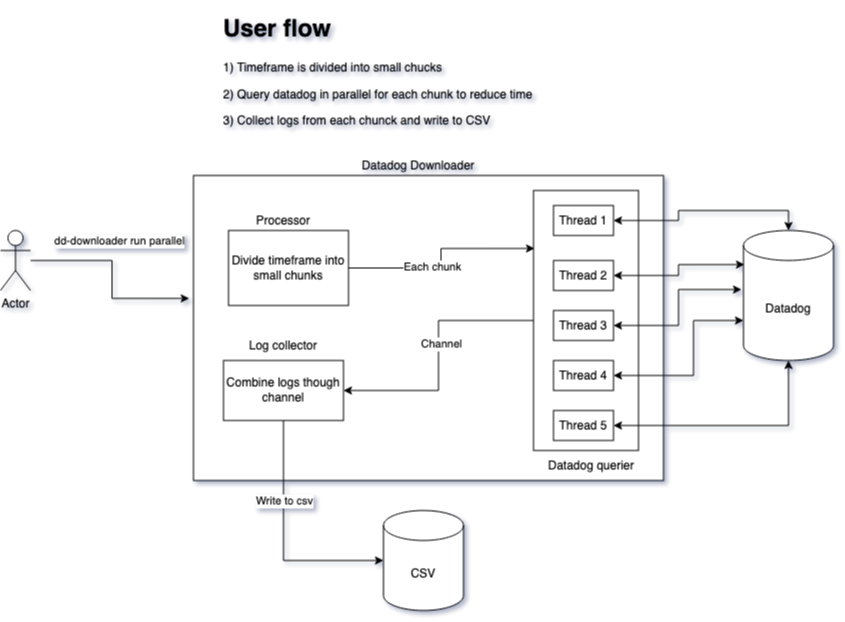 User flow
1) Timeframe is divided into small chucks
2) Query datadog in parallel for each chunk to reduce time
3) Collect logs from each chunck and write to CSV
Datadog Downloader
dd-downloader run parallel
Actor
Processor
Divide timeframe into
small chunks
Each chunk
Thread 1
Thread 2
Thread 3
Thread 4
Thread 5
Datadog querier
Datadog
Channel
Log collector
Combine logs though
channel
Write to csv
CSV